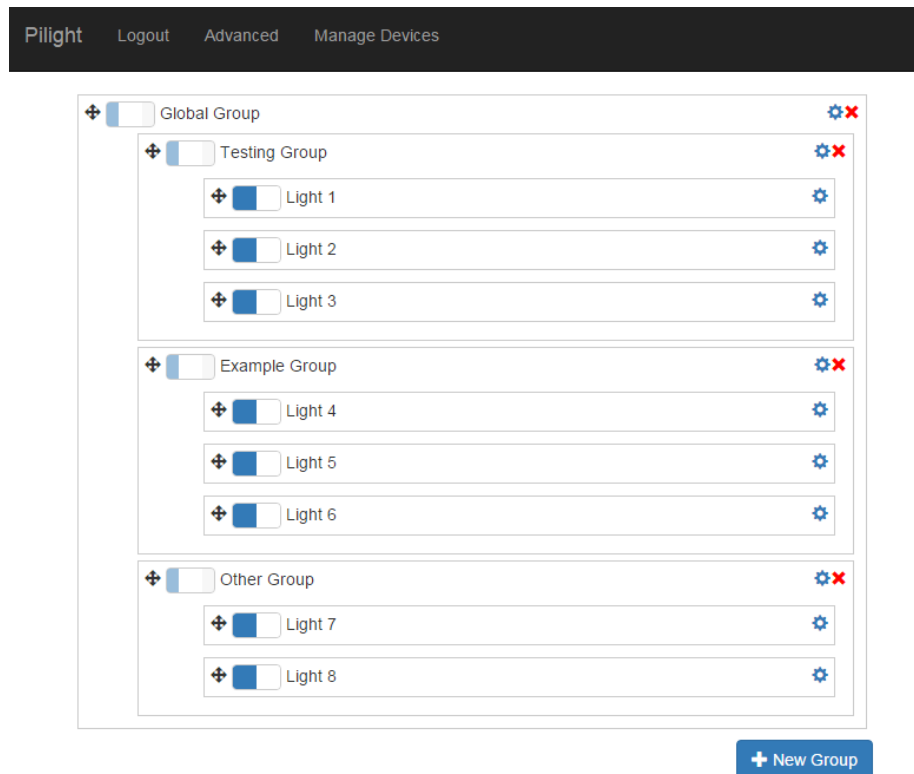 Pilight Logout Advanced Manage Devices
Global Group
Testing Group
Light 1
Light 2
Light 3
Example Group
Light 4
Light 5
Light 6
Other Group
Light 7
Light 8
New Group